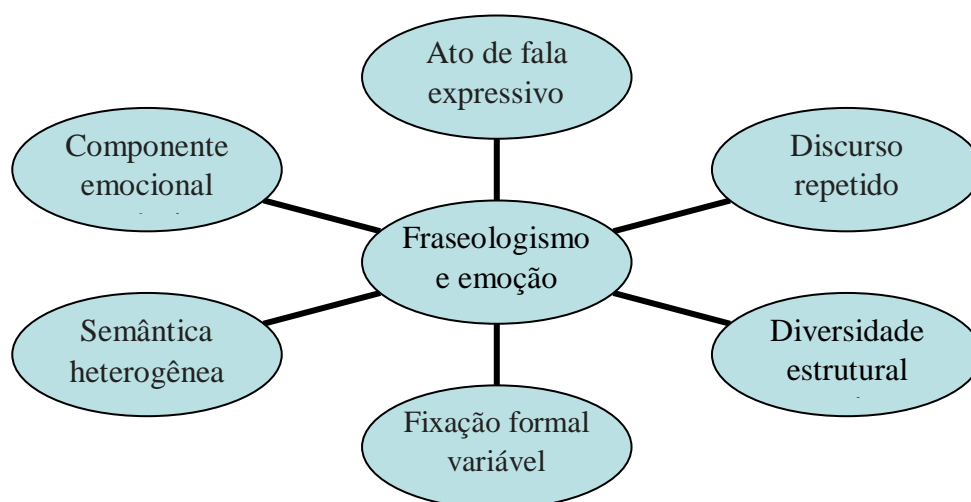 Ato de fala
expressivo
Componente
emocional
Discurso
repetido
Fraseologismo
e emoção
Semântica
heterogênea
Diversidade
estrutural
Fixação formal
variável